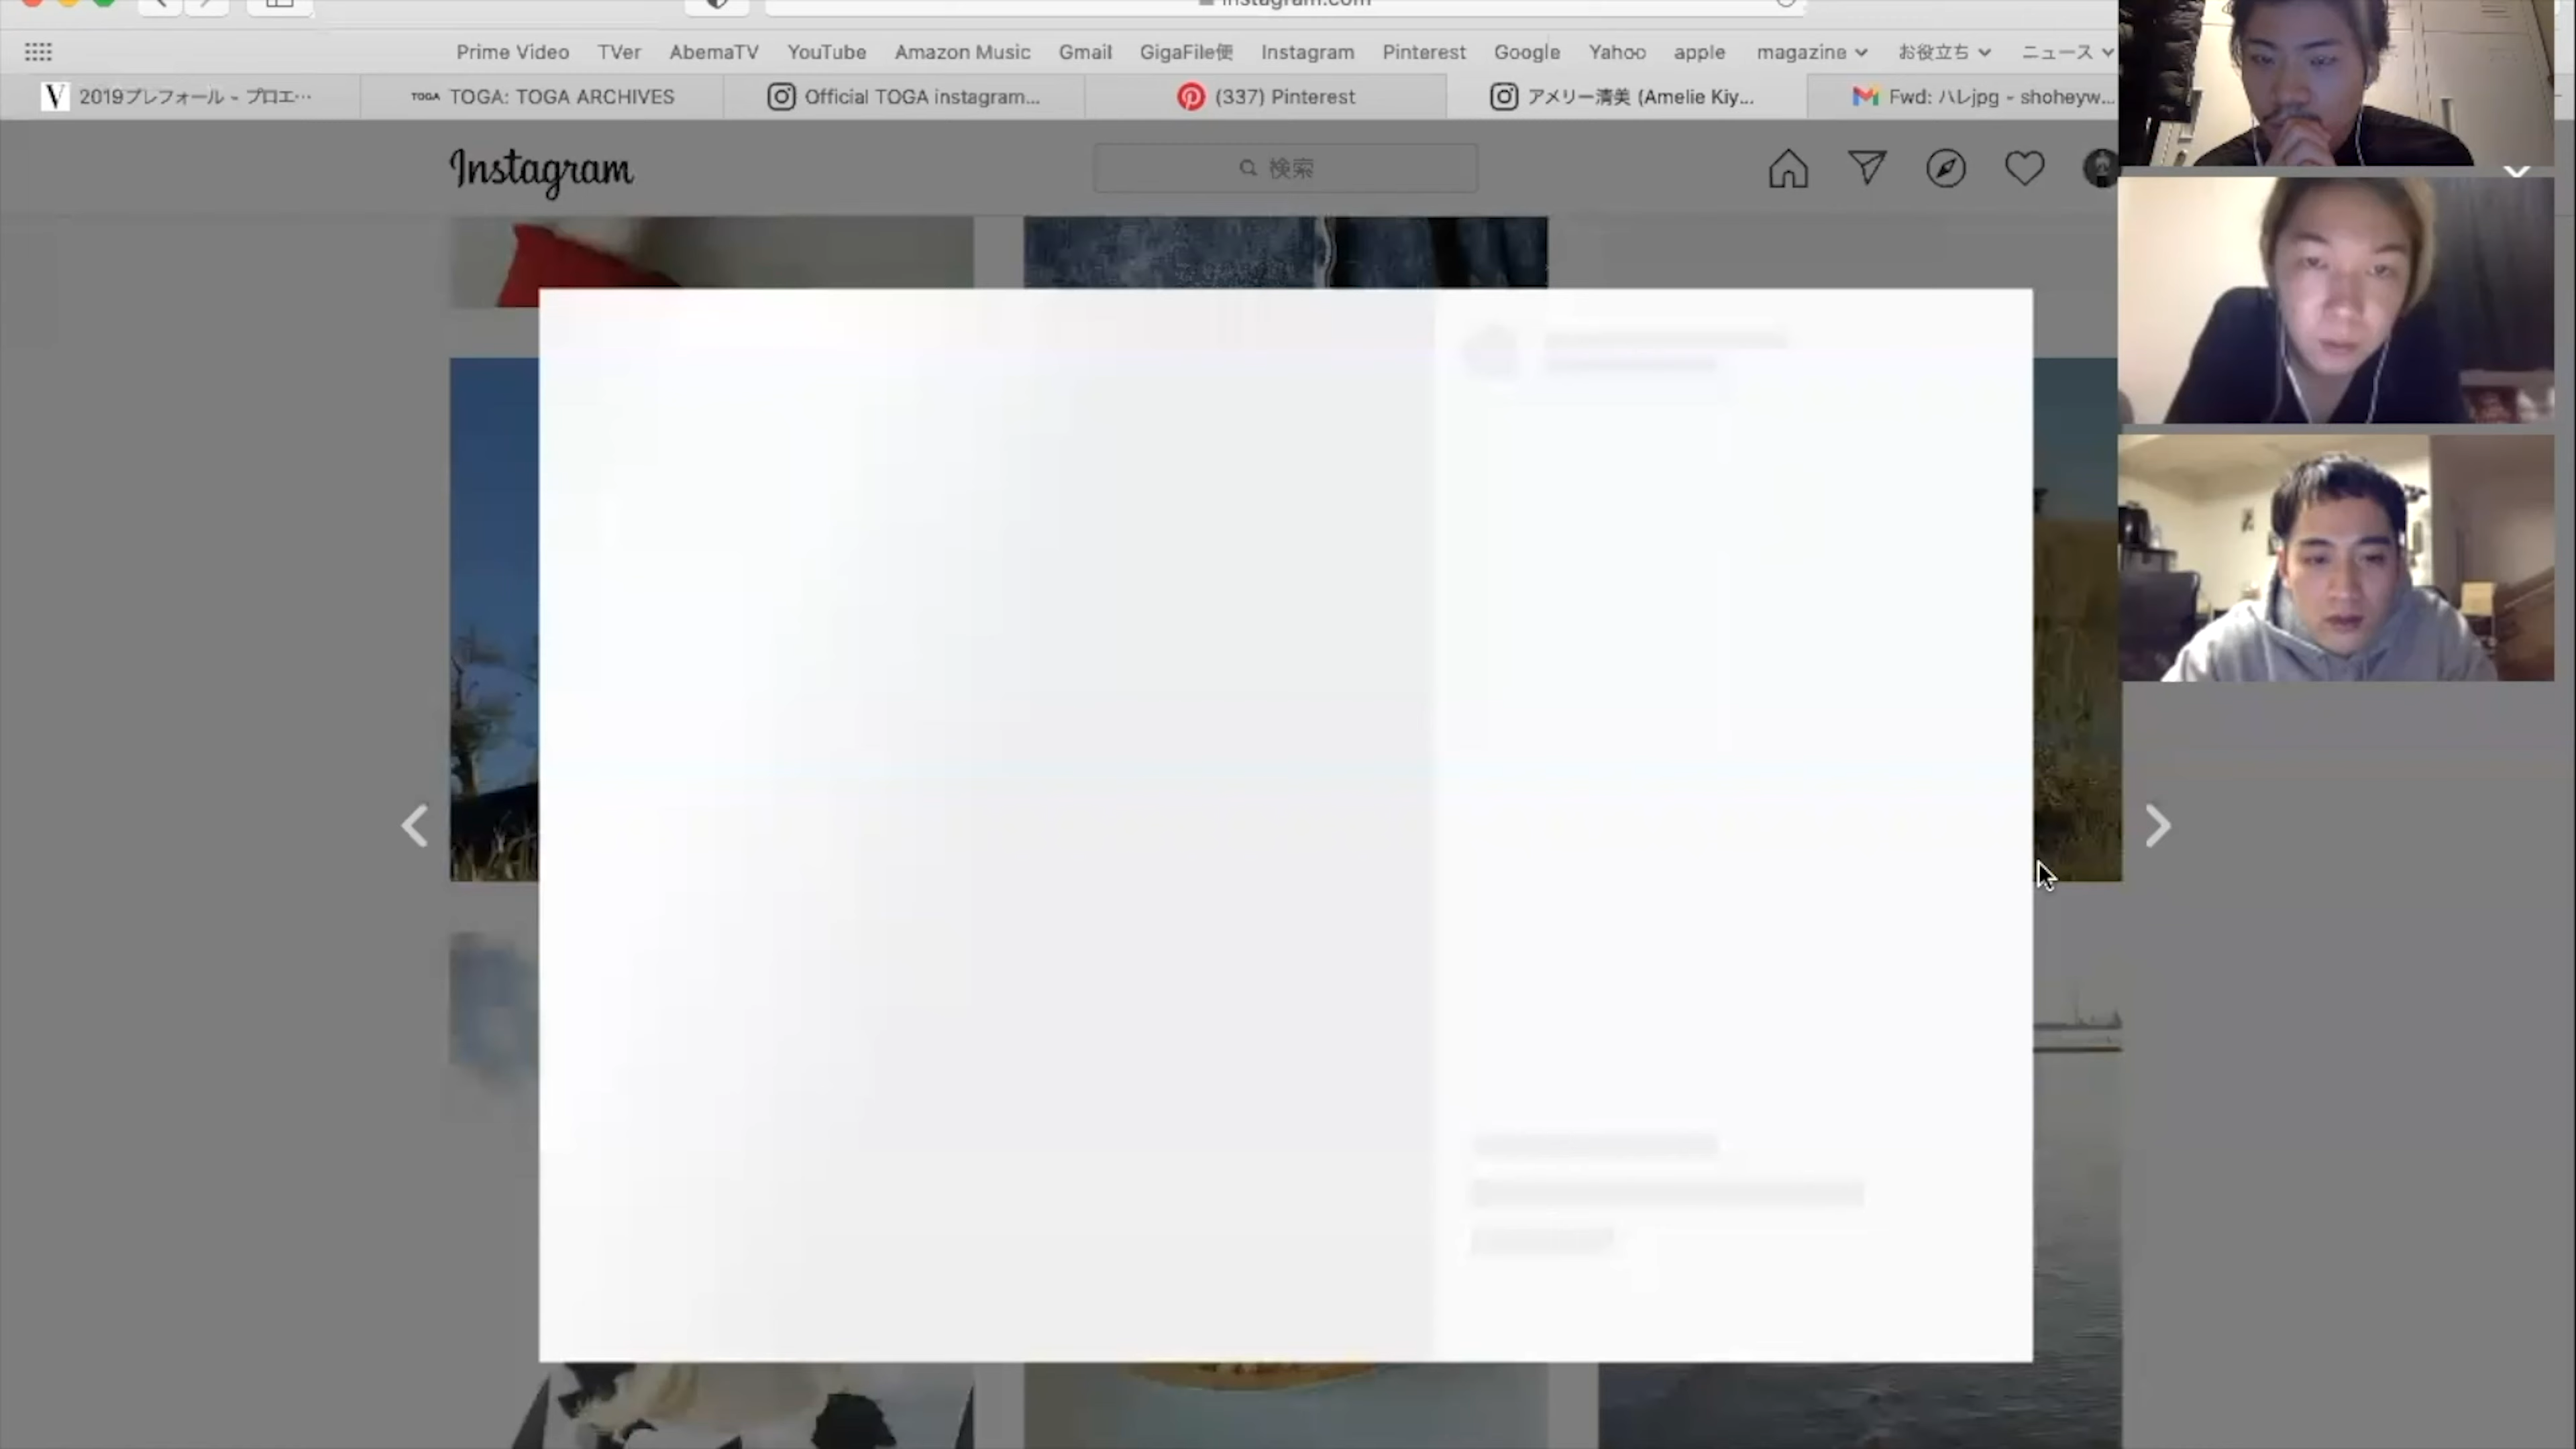 instagram.com
Prime Video TVer AbemaTV YouTube Amazon Music Gmail GigaFile便 Instagram Pinterest Google Yahoo apple magazine お役立ち ニュース
V 2019プレフォール - プロエ…
TOGA TOGA: TOGA ARCHIVES
Official TOGA instagram...
(337) Pinterest
アメリー清美 (Amelie Kiy...
Fwd: ハレjpg - shoheyw...
Instagram
検索